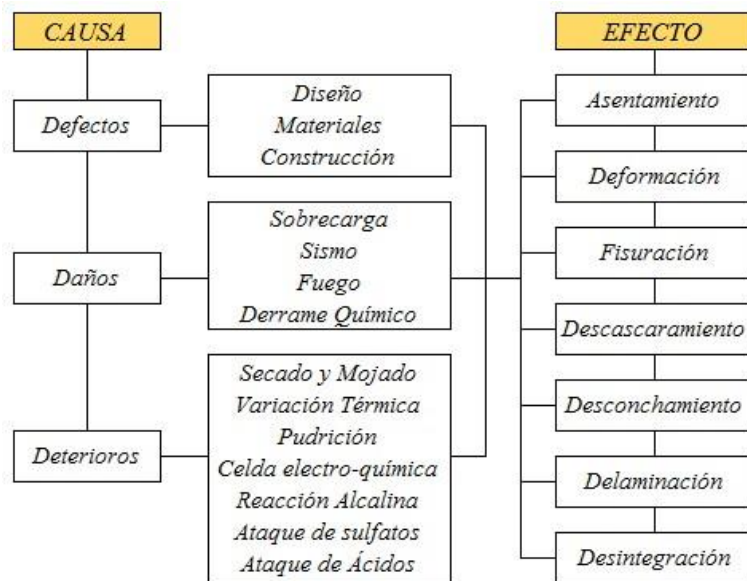 CAUSA
EFECTO
Defectos
Diseño
Materiales
Construcción
Daños
Sobrecarga
Sismo
Fuego
Derrame Químico
Deterioros
Secado y Mojado
Variación Térmica
Pudrición
Celda electro-química
Reacción Alcalina
Ataque de sulfatos
Ataque de Ácidos
Asentamiento
Deformación
Fisuración
Descascaramiento
Desconchamiento
Delaminación
Desintegración